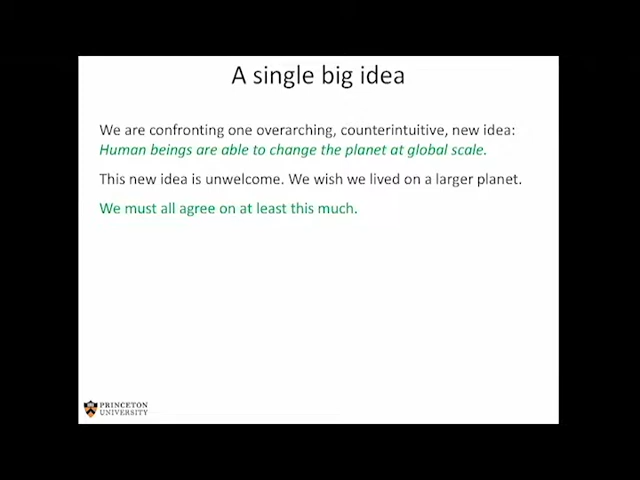 A single big idea
We are confronting one overarching, counterintuitive, new idea:
Human beings are able to change the planet at global scale.
This new idea is unwelcome. We wish we lived on a larger planet.
We must all agree on at least this much.
PRINCETON
UNIVERSITY